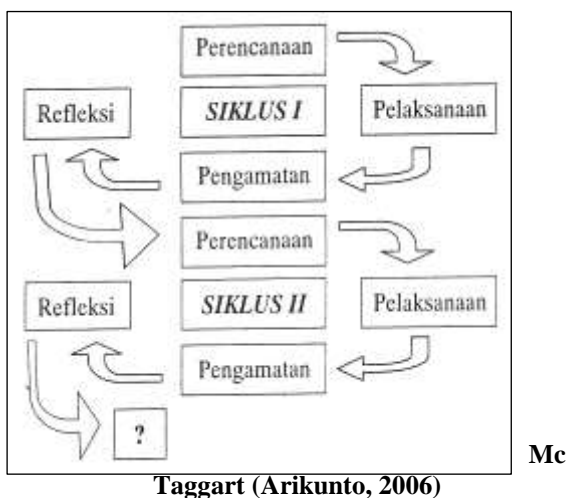 Perencanaan
Refleksi
SIKLUS I
Pelaksanaan
Pengamatan
Perencanaan
Refleksi
SIKLUS II
Pelaksanaan
Pengamatan
?
Mc
Taggart (Arikunto, 2006)